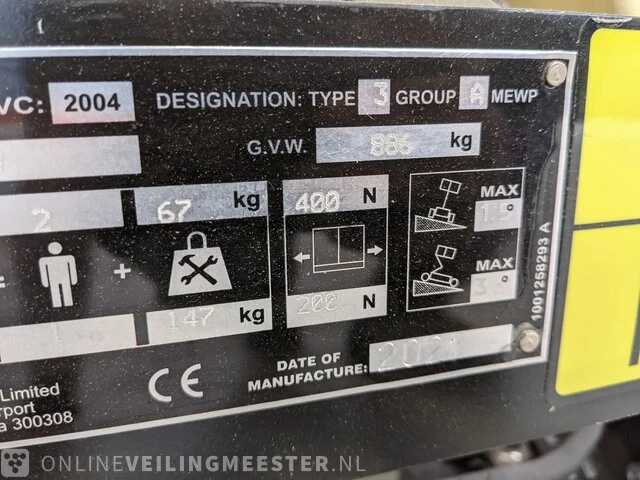 VC: 2004 DESIGNATION: TYPE 3 GROUP A MEWP
G.V.W. 886 kg
2 67 kg 400 N MAX
1.5°
+
MAX
3°
1 147 kg 200 N
1001258293 A
DATE OF
MANUFACTURE: 2021
CE
Limited
rport
a 300308
ONLINEVEILINGMEESTER.NL